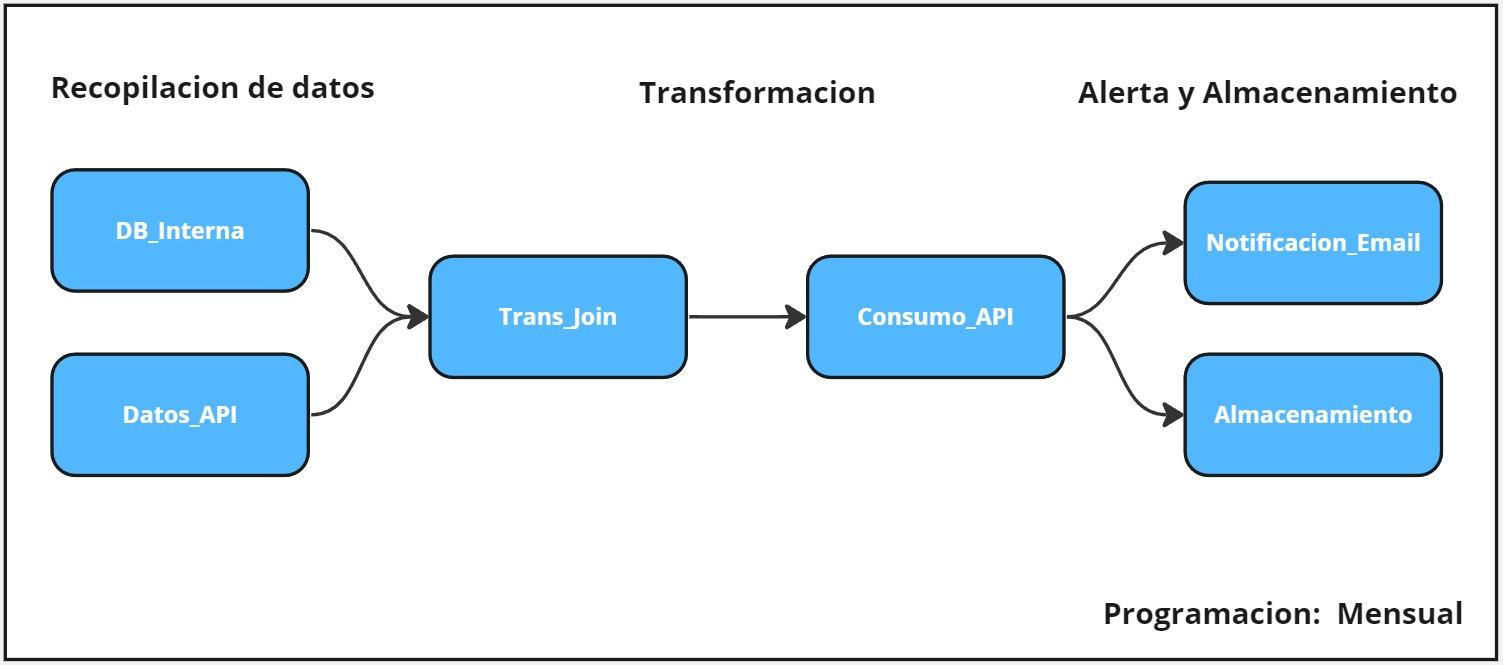 Recopilacion de datos
Transformacion
Alerta y Almacenamiento
DB_Interna
Datos_API
Trans_Join
Consumo_API
Notificacion_Email
Almacenamiento
Programacion:  Mensual